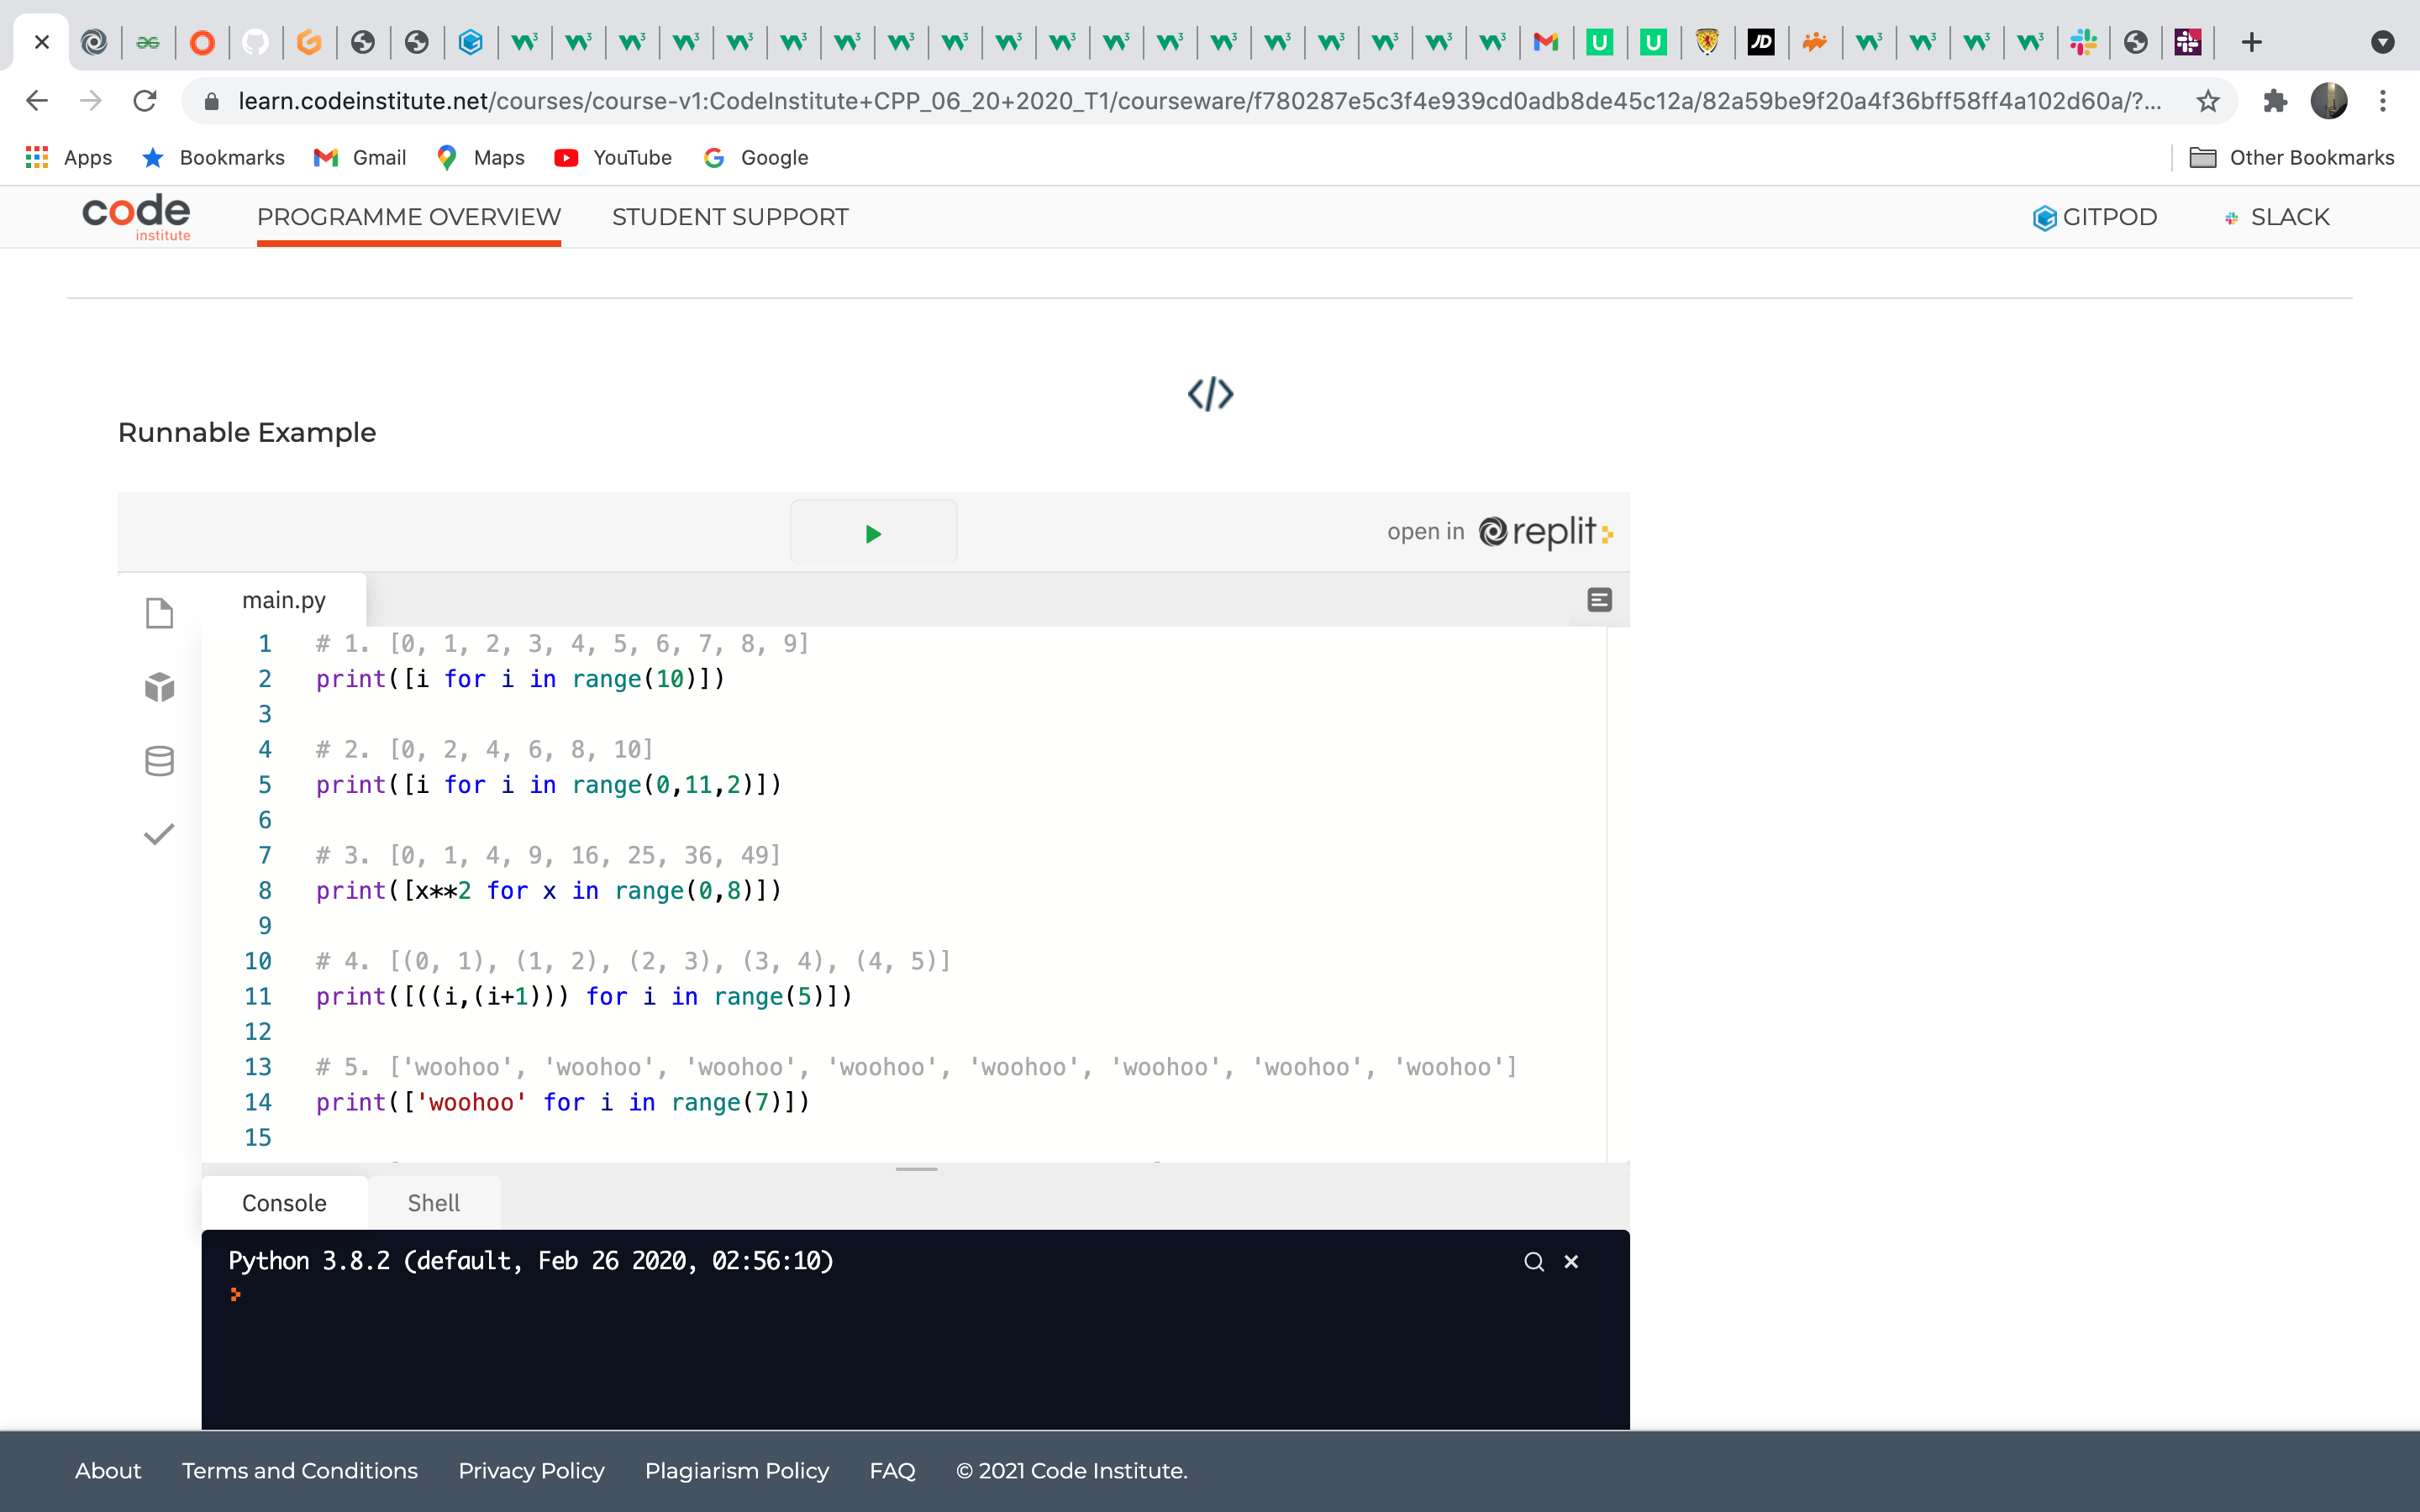 learn.codeinstitute.net/courses/course-v1:CodeInstitute+CPP_06_20+2020_T1/courseware/f780287e5c3f4e939cd0adb8de45c12a/82a59be9f20a4f36bff58ff4a102d60a/?...
Apps Bookmarks Gmail Maps YouTube Google Other Bookmarks
code institute PROGRAMME OVERVIEW STUDENT SUPPORT GITPOD SLACK
</>
Runnable Example
open in replit
main.py
1 # 1. [0, 1, 2, 3, 4, 5, 6, 7, 8, 9]
2 print([i for i in range(10)])
3
4 # 2. [0, 2, 4, 6, 8, 10]
5 print([i for i in range(0,11,2)])
6
7 # 3. [0, 1, 4, 9, 16, 25, 36, 49]
8 print([x**2 for x in range(0,8)])
9
10 # 4. [(0, 1), (1, 2), (2, 3), (3, 4), (4, 5)]
11 print([((i,(i+1))) for i in range(5)])
12
13 # 5. ['woohoo', 'woohoo', 'woohoo', 'woohoo', 'woohoo', 'woohoo', 'woohoo', 'woohoo']
14 print(['woohoo' for i in range(7)])
15
Console Shell
Python 3.8.2 (default, Feb 26 2020, 02:56:10)
About Terms and Conditions Privacy Policy Plagiarism Policy FAQ © 2021 Code Institute.